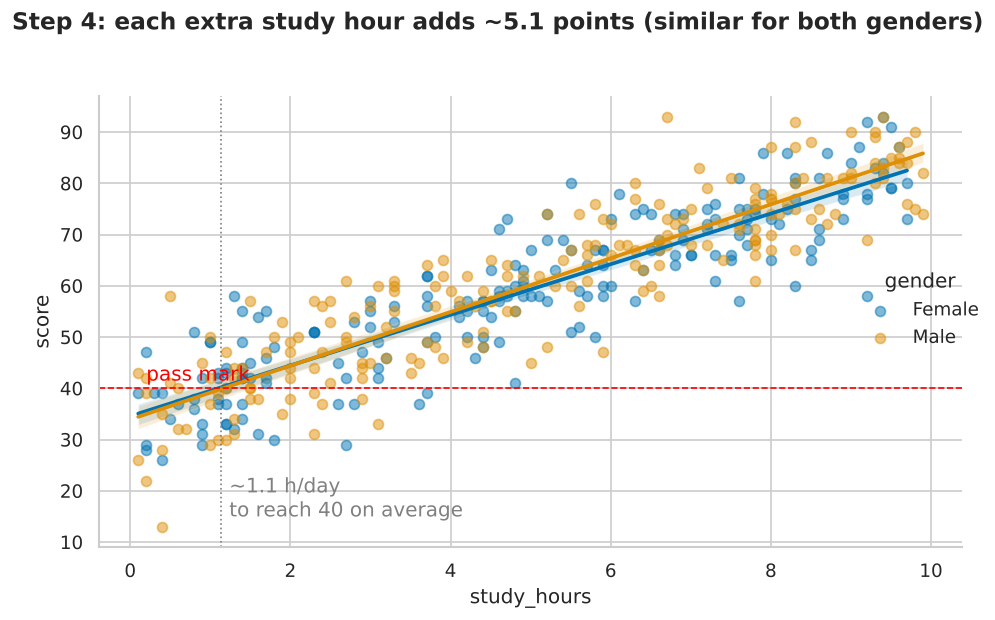 Step 4: each extra study hour adds ~5.1 points (similar for both genders)
90
80
70
60
50
40
30
20
10
score
pass mark
~1.1 h/day
to reach 40 on average
gender
Female
Male
0
2
4
6
8
10
study_hours